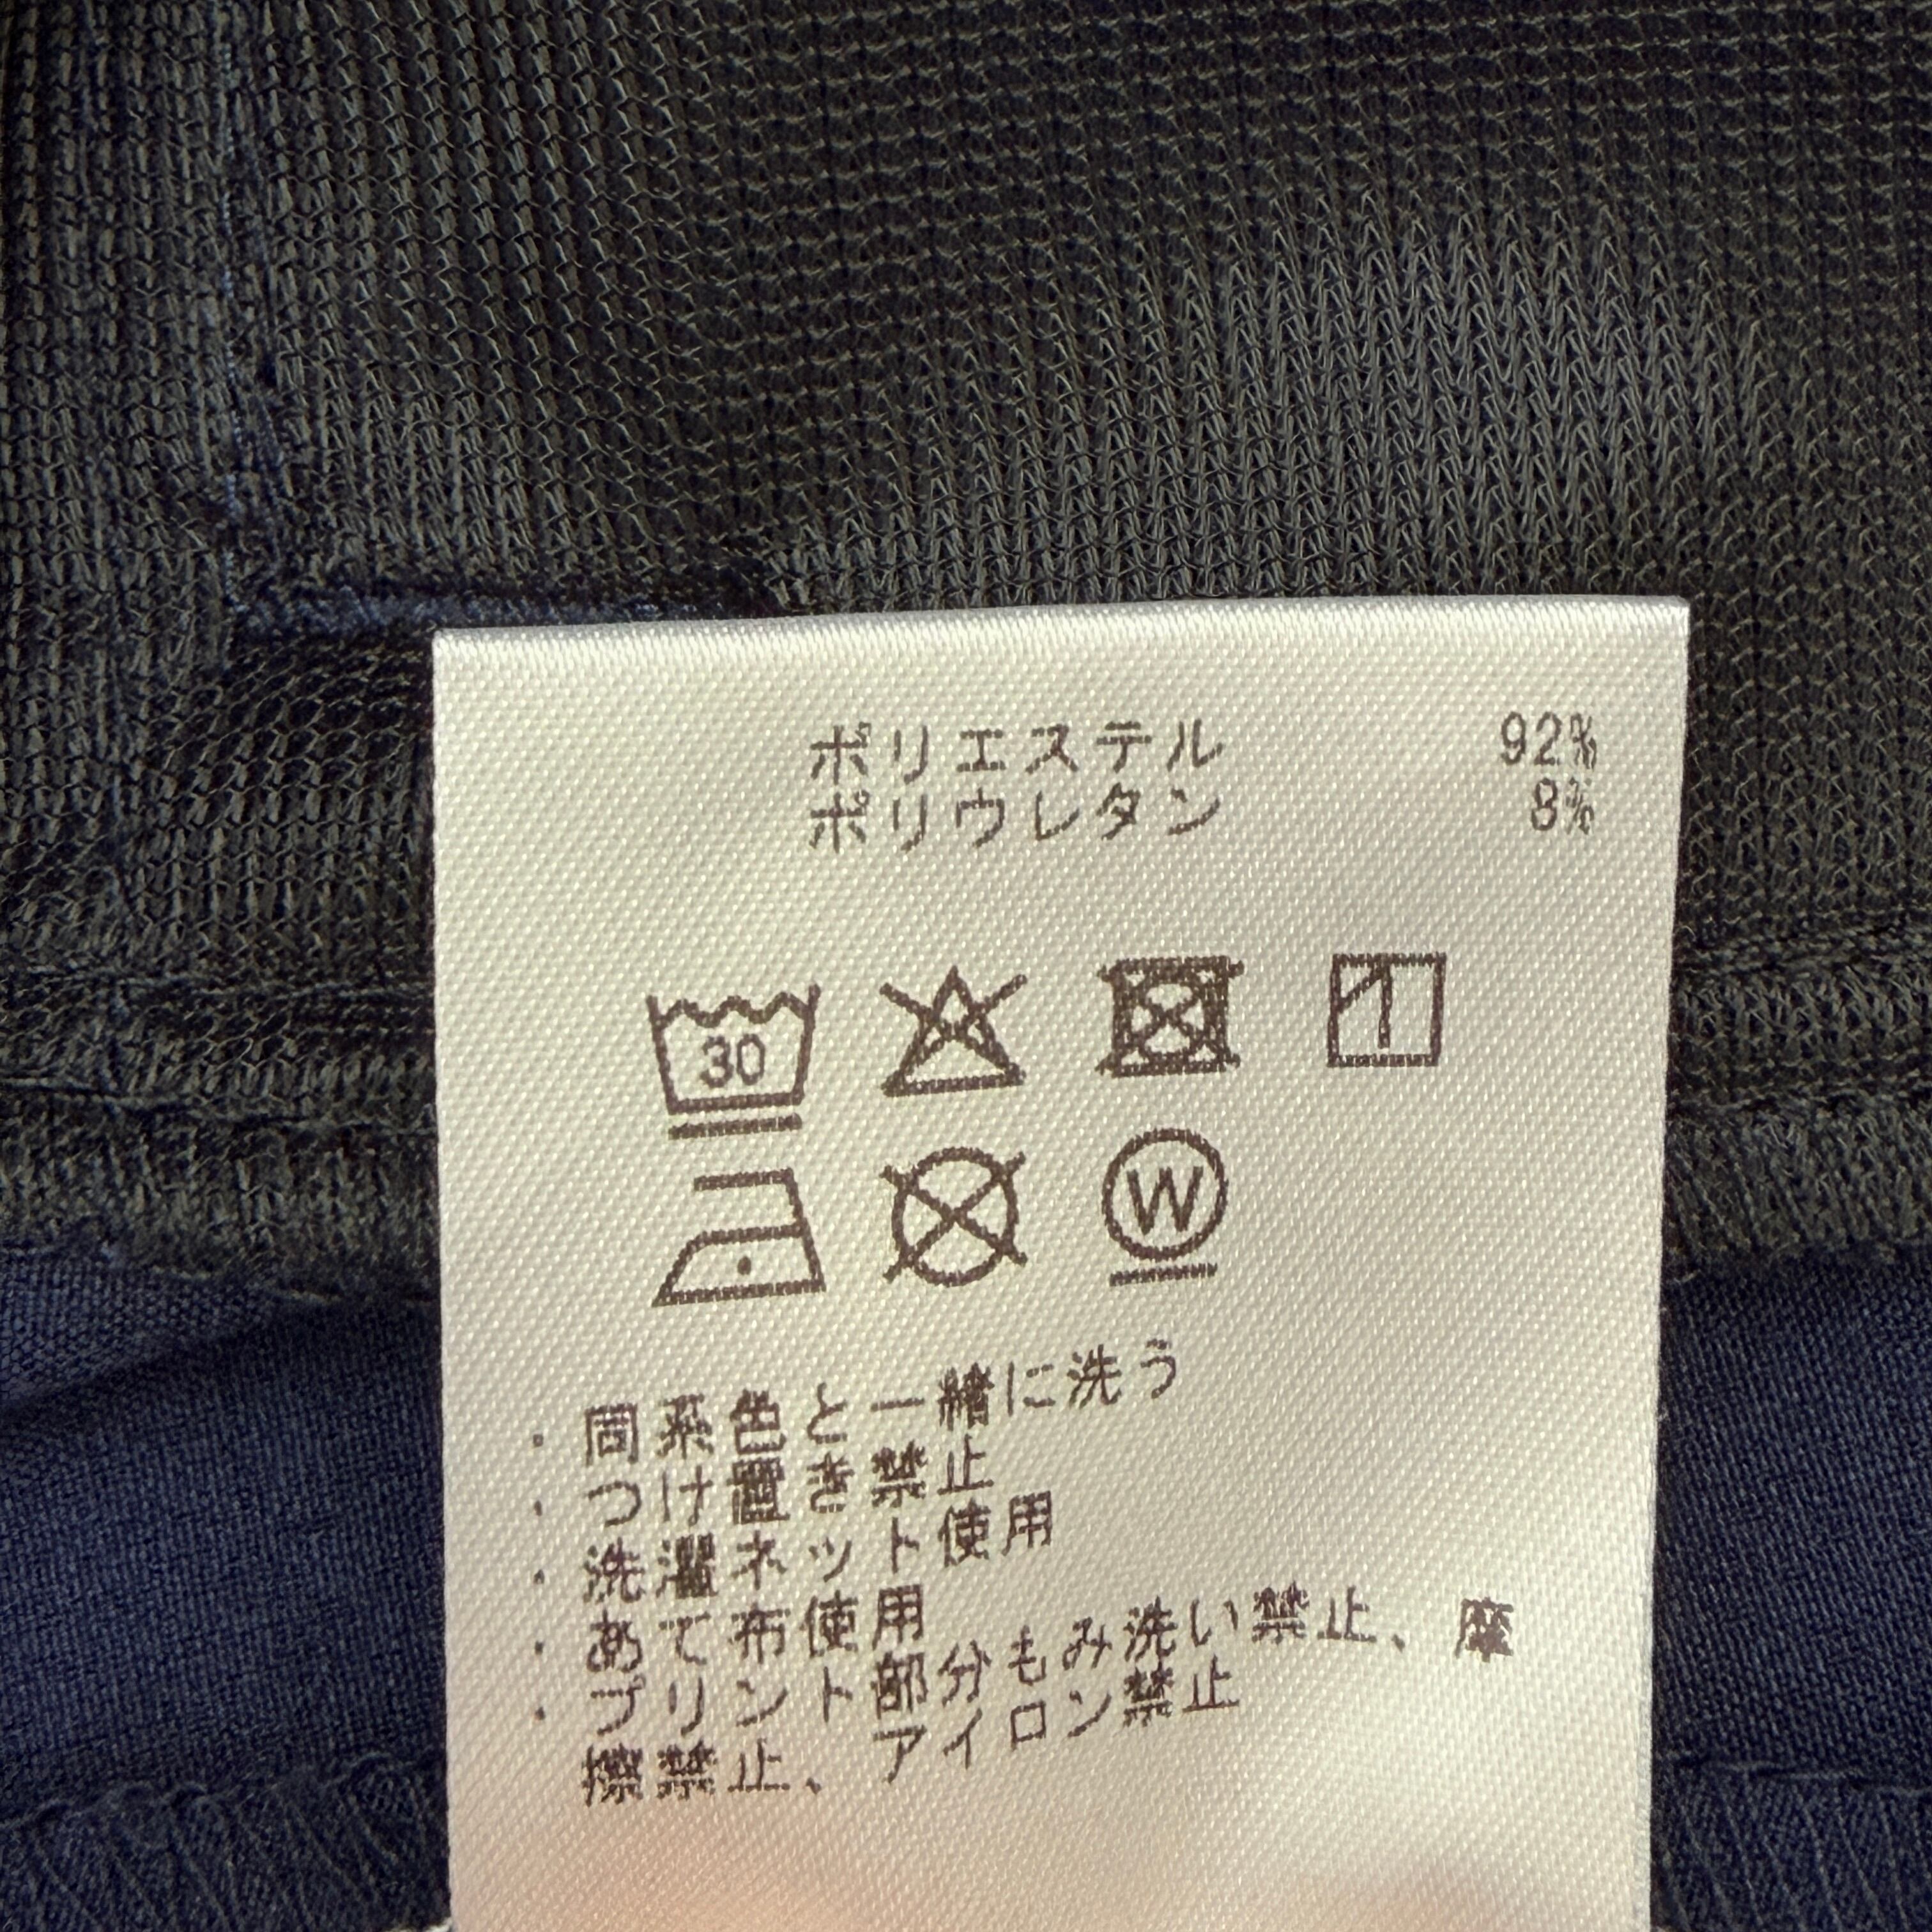 ポリエステル 92%
ポリウレタン 8%
30
W
・同系色と一緒に洗う
・つけ置き禁止
・洗濯ネット使用
・あて布使用
・プリント部分もみ洗い禁止、摩
擦禁止、アイロン禁止